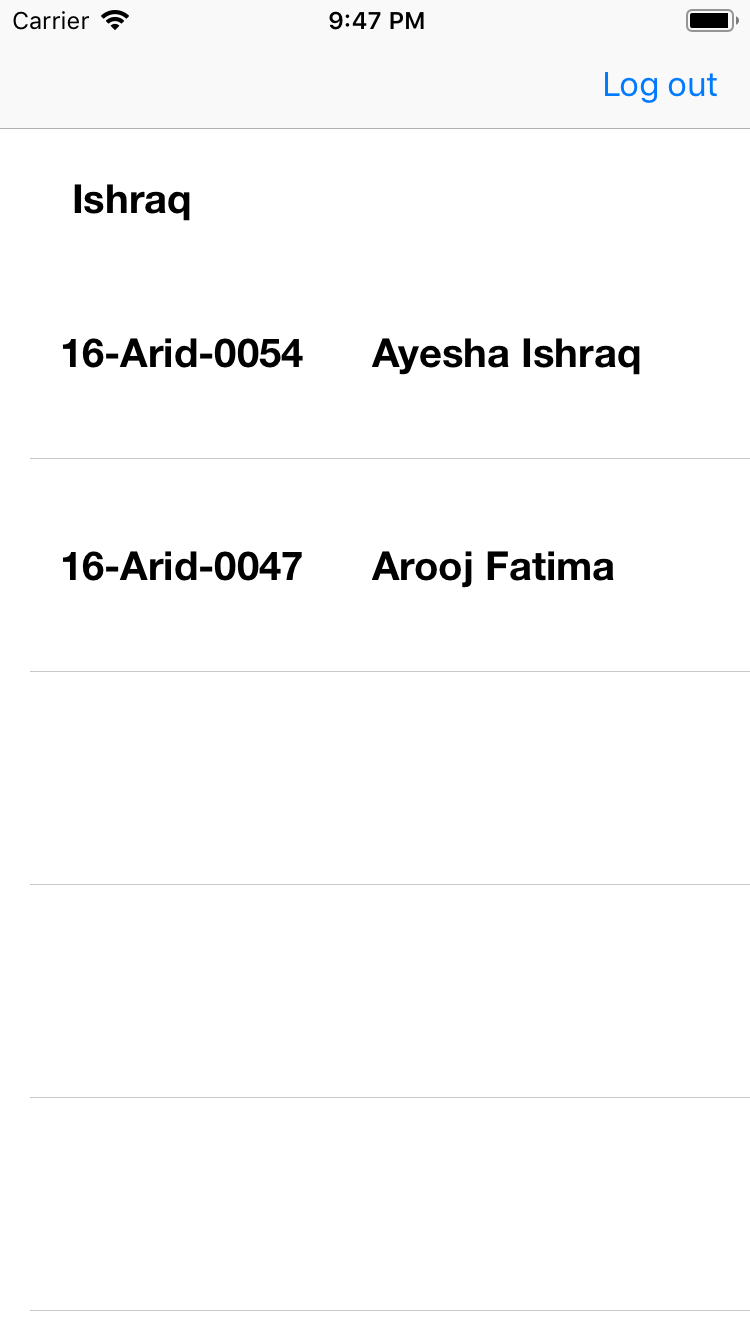 Carrier 9:47 PM
Log out
Ishraq
16-Arid-0054 Ayesha Ishraq
16-Arid-0047 Arooj Fatima